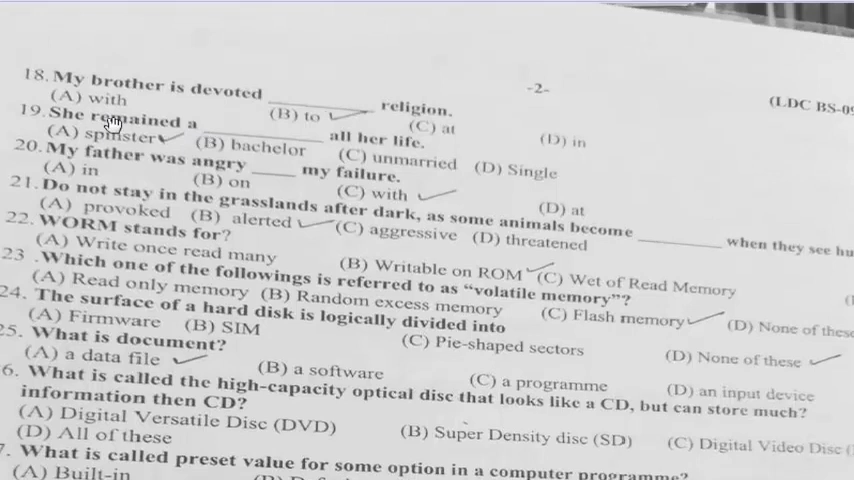 -2-
(LDC BS-09
18. My brother is devoted ________ religion.
(A) with (B) to (C) at (D) in
19. She remained a ________ all her life.
(A) spinster (B) bachelor (C) unmarried (D) Single
20. My father was angry ____ my failure.
(A) in (B) on (C) with (D) at
21. Do not stay in the grasslands after dark, as some animals become ________ when they see hu
(A) provoked (B) alerted (C) aggressive (D) threatened
22. WORM stands for?
(A) Write once read many (B) Writable on ROM (C) Wet of Read Memory
23 .Which one of the followings is referred to as “volatile memory”?
(A) Read only memory (B) Random excess memory (C) Flash memory (D) None of these
24. The surface of a hard disk is logically divided into
(A) Firmware (B) SIM (C) Pie-shaped sectors (D) None of these
25. What is document?
(A) a data file (B) a software (C) a programme (D) an input device
6. What is called the high-capacity optical disc that looks like a CD, but can store much?
information then CD?
(A) Digital Versatile Disc (DVD) (B) Super Density disc (SD) (C) Digital Video Disc (
(D) All of these
7. What is called preset value for some option in a computer programme?
(A) Built-in